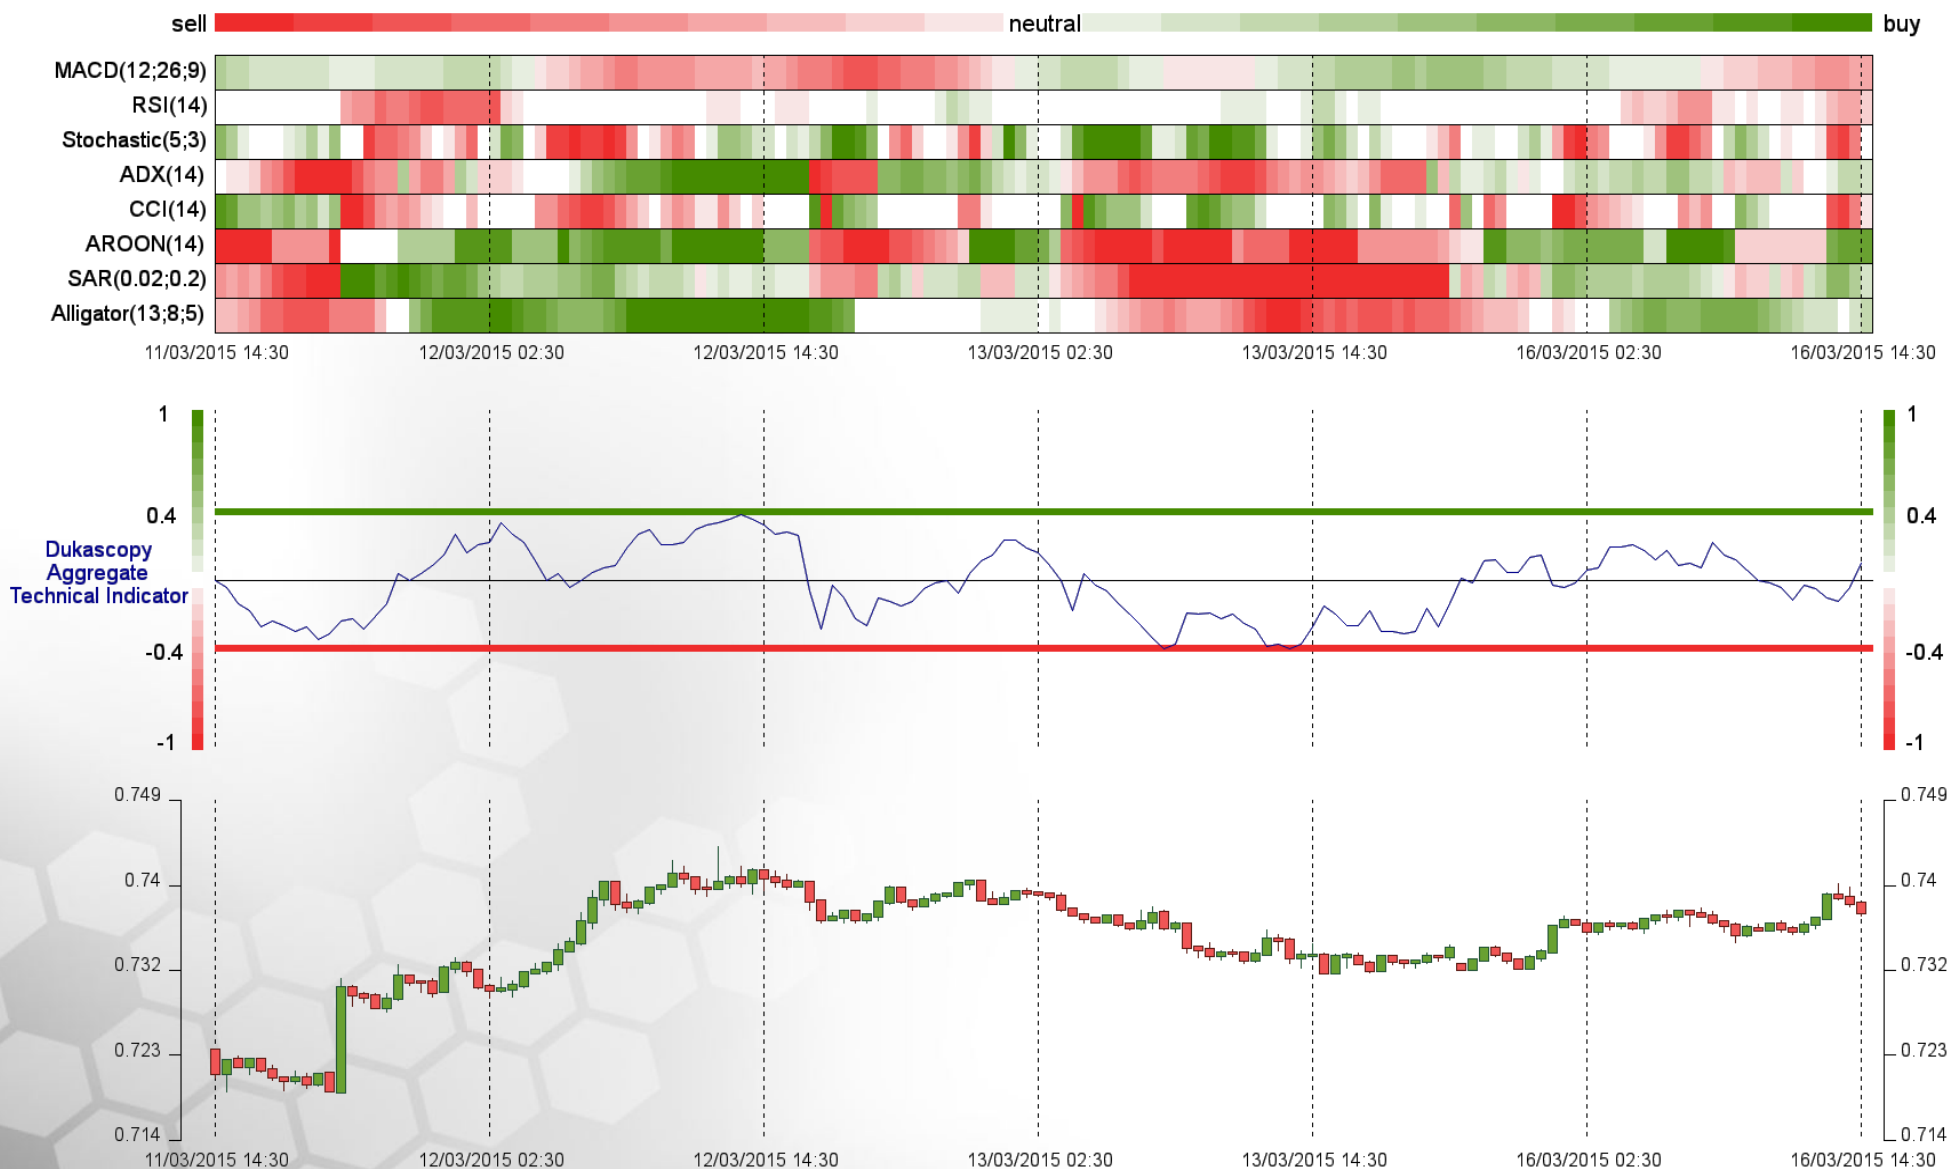 sell neutral buy
MACD(12;26;9)
RSI(14)
Stochastic(5;3)
ADX(14)
CCI(14)
AROON(14)
SAR(0.02;0.2)
Alligator(13;8;5)
11/03/2015 14:30 12/03/2015 02:30 12/03/2015 14:30 13/03/2015 02:30 13/03/2015 14:30 16/03/2015 02:30 16/03/2015 14:30
1 1
0.4 0.4
Dukascopy
Aggregate
Technical Indicator
-0.4 -0.4
-1 -1
0.749 0.749
0.74 0.74
0.732 0.732
0.723 0.723
0.714 0.714
11/03/2015 14:30 12/03/2015 02:30 12/03/2015 14:30 13/03/2015 02:30 13/03/2015 14:30 16/03/2015 02:30 16/03/2015 14:30